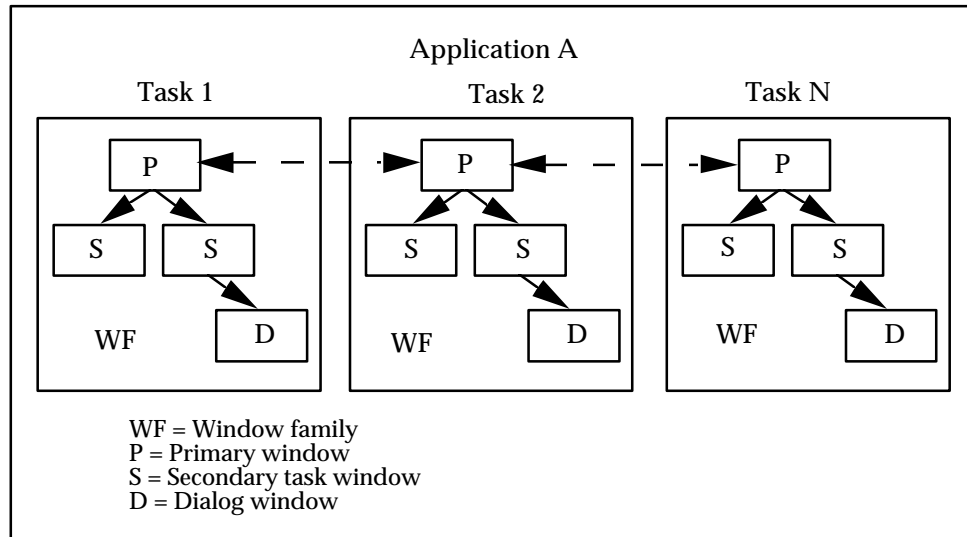 Application A
Task 1
Task 2
Task N
P
P
P
S
S
S
S
S
S
D
D
D
WF
WF
WF
WF = Window family
P = Primary window
S = Secondary task window
D = Dialog window